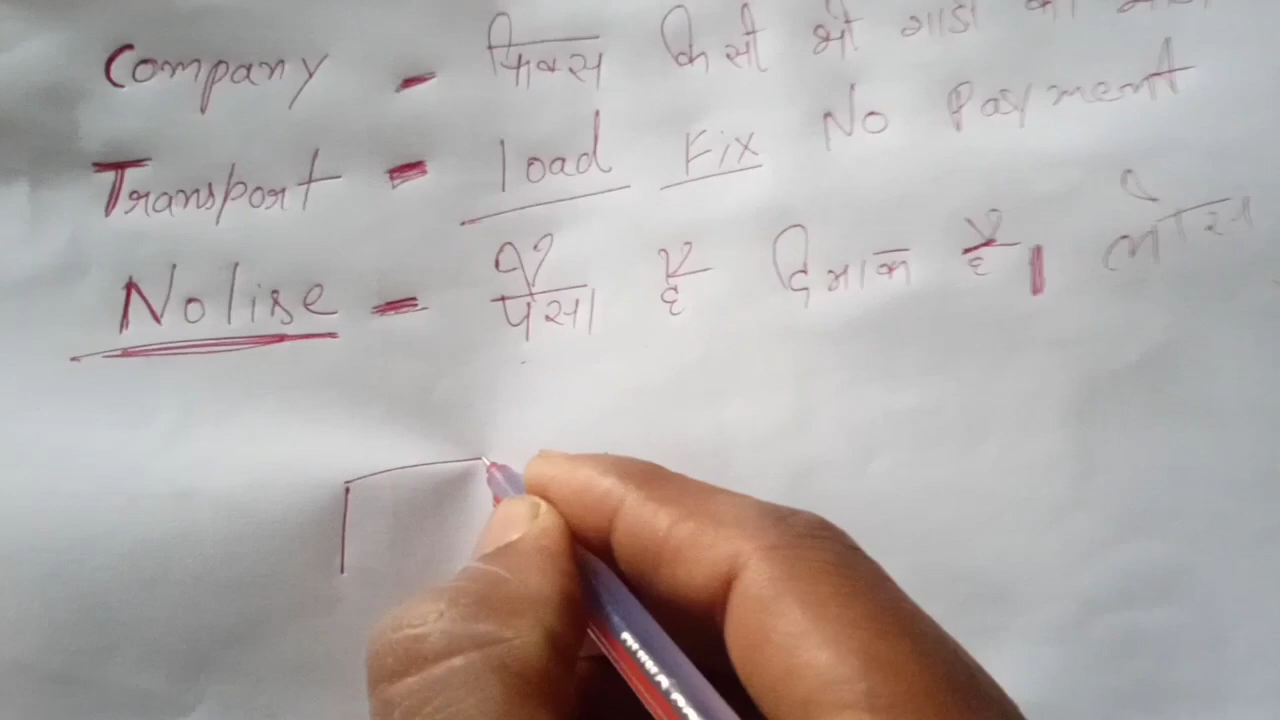 Company - फिक्स किसी भी गाडी का
Transport - load Fix No Payment
Nolise = पैसा है दिमाक है।